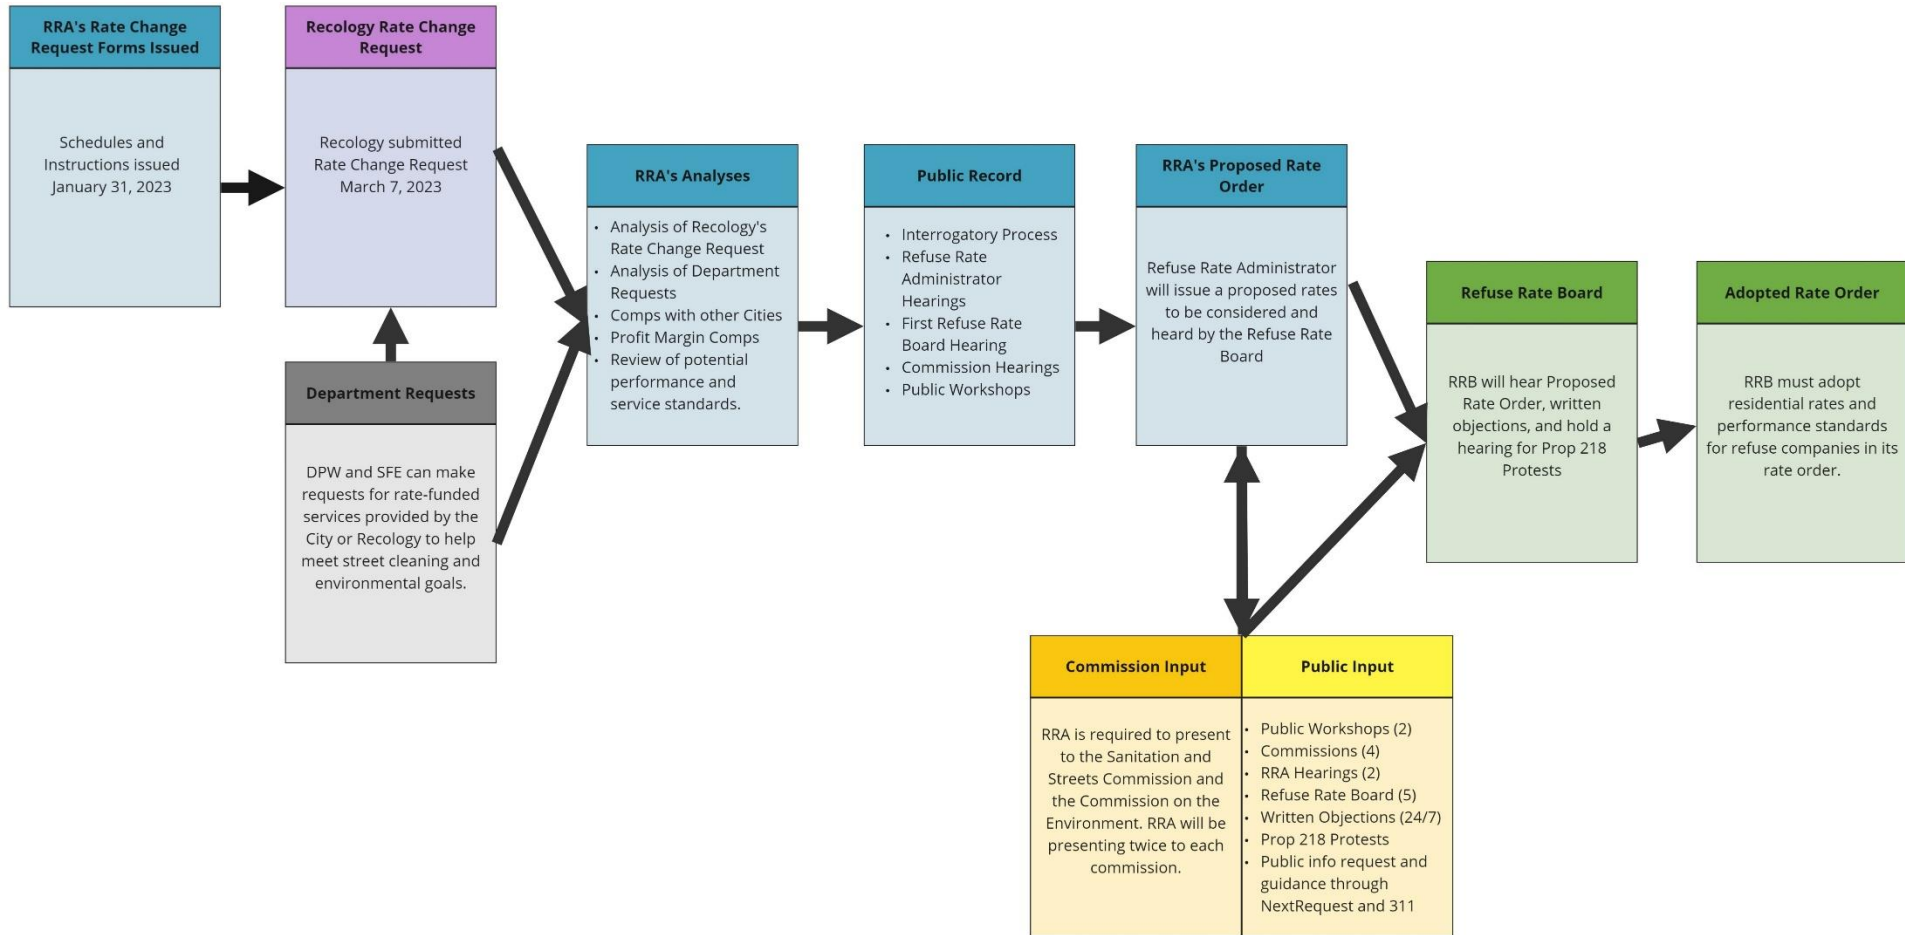 RRA's Rate Change
Request Forms Issued
Schedules and
Instructions issued
January 31, 2023
Recology Rate Change
Request
Recology submitted
Rate Change Request
March 7, 2023
Department Requests
DPW and SFE can make
requests for rate-funded
services provided by the
City or Recology to help
meet street cleaning and
environmental goals.
RRA's Analyses
• Analysis of Recology's
Rate Change Request
• Analysis of Department
Requests
• Comps with other Cities
• Profit Margin Comps
• Review of potential
performance and
service standards.
Public Record
• Interrogatory Process
• Refuse Rate
Administrator
Hearings
• First Refuse Rate
Board Hearing
• Commission Hearings
• Public Workshops
RRA's Proposed Rate
Order
Refuse Rate Administrator
will issue a proposed rates
to be considered and
heard by the Refuse Rate
Board
Commission Input
RRA is required to present
to the Sanitation and
Streets Commission and
the Commission on the
Environment. RRA will be
presenting twice to each
commission.
Public Input
• Public Workshops (2)
• Commissions (4)
• RRA Hearings (2)
• Refuse Rate Board (5)
• Written Objections (24/7)
• Prop 218 Protests
• Public info request and
guidance through
NextRequest and 311
Refuse Rate Board
RRB will hear Proposed
Rate Order, written
objections, and hold a
hearing for Prop 218
Protests
Adopted Rate Order
RRB must adopt
residential rates and
performance standards
for refuse companies in its
rate order.